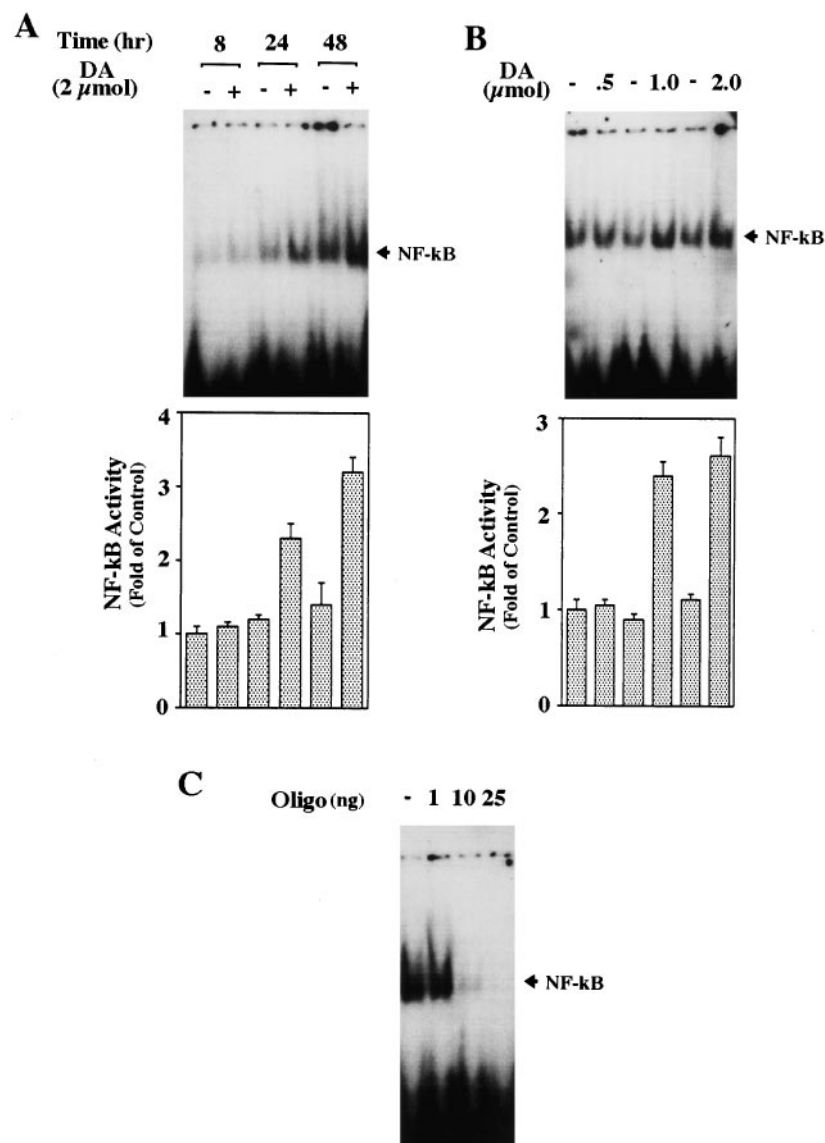 A
Time (hr) 8 24 48
DA
(2 µmol) - + - + - +
NF-kB
4
3
2
1
0
NF-kB Activity
(Fold of Control)
B
DA
(µmol) - .5 - 1.0 - 2.0
NF-kB
3
2
1
0
NF-kB Activity
(Fold of Control)
C
Oligo (ng) - 1 10 25
NF-kB